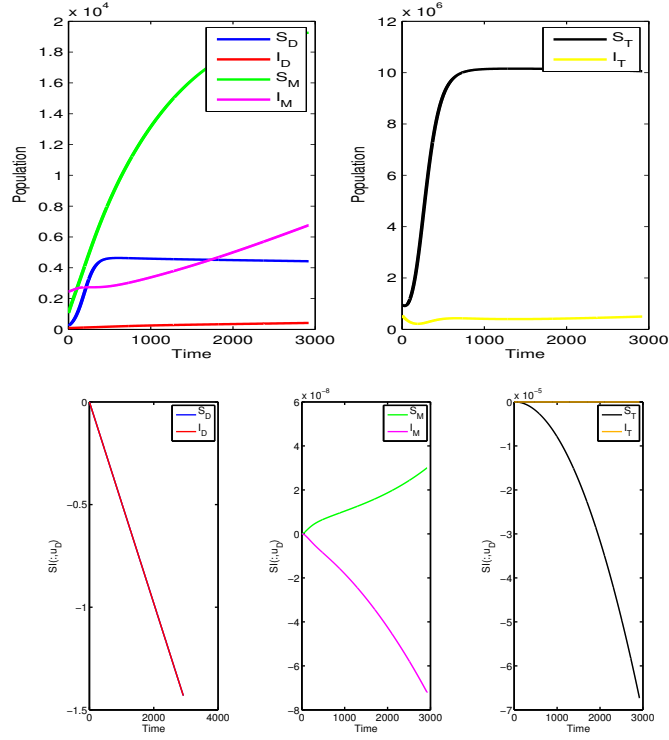 × 10⁴
2
1.8
1.6
1.4
1.2
1
0.8
0.6
0.4
0.2
0
Population
0 1000 2000 3000
Time
S_D
I_D
S_M
I_M
× 10⁶
12
10
8
6
4
2
0
Population
0 1000 2000 3000
Time
S_T
I_T
0
−0.5
−1
−1.5
SI(:,u_D)
0 2000 4000
Time
S_D
I_D
× 10⁻⁸
6
4
2
0
−2
−4
−6
−8
SI(:,u_D)
0 1000 2000 3000
Time
S_M
I_M
× 10⁻⁵
0
−1
−2
−3
−4
−5
−6
−7
SI(:,u_D)
0 1000 2000 3000
Time
S_T
I_T